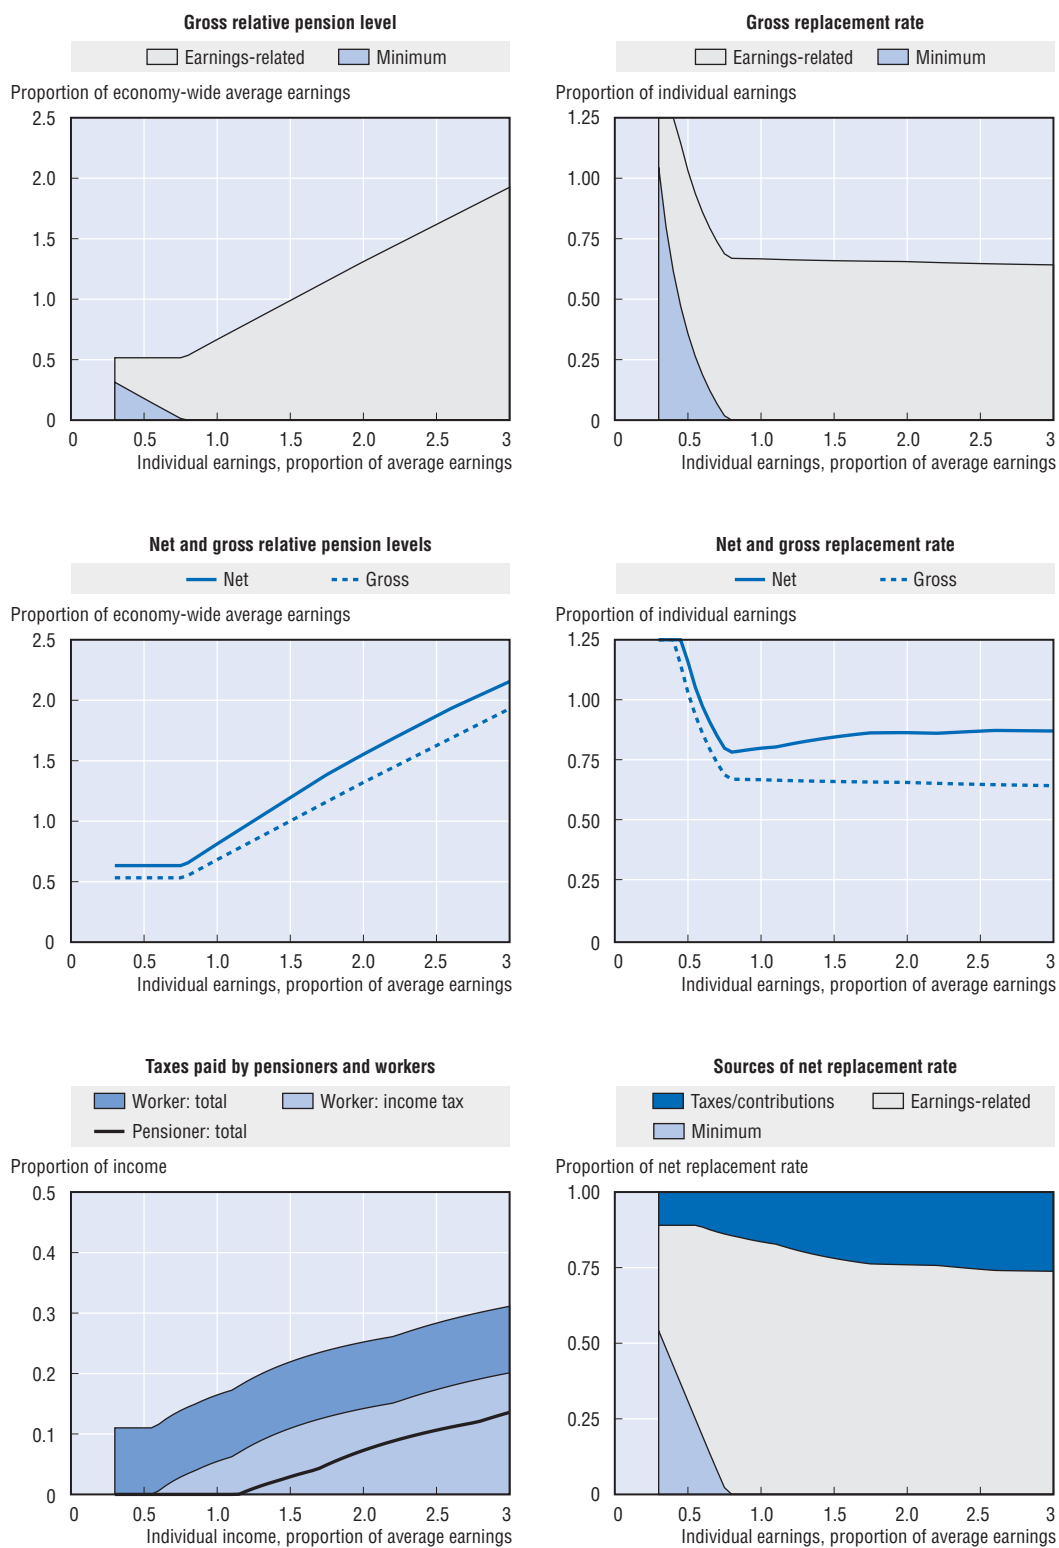 Gross relative pension level
Earnings-related Minimum
Proportion of economy-wide average earnings
2.5
2.0
1.5
1.0
0.5
0
0 0.5 1.0 1.5 2.0 2.5 3
Individual earnings, proportion of average earnings
Gross replacement rate
Earnings-related Minimum
Proportion of individual earnings
1.25
1.00
0.75
0.50
0.25
0
0 0.5 1.0 1.5 2.0 2.5 3
Individual earnings, proportion of average earnings
Net and gross relative pension levels
Net Gross
Proportion of economy-wide average earnings
2.5
2.0
1.5
1.0
0.5
0
0 0.5 1.0 1.5 2.0 2.5 3
Individual earnings, proportion of average earnings
Net and gross replacement rate
Net Gross
Proportion of individual earnings
1.25
1.00
0.75
0.50
0.25
0
0 0.5 1.0 1.5 2.0 2.5 3
Individual earnings, proportion of average earnings
Taxes paid by pensioners and workers
Worker: total Worker: income tax
Pensioner: total
Proportion of income
0.5
0.4
0.3
0.2
0.1
0
0 0.5 1.0 1.5 2.0 2.5 3
Individual income, proportion of average earnings
Sources of net replacement rate
Taxes/contributions Earnings-related
Minimum
Proportion of net replacement rate
1.00
0.75
0.50
0.25
0
0 0.5 1.0 1.5 2.0 2.5 3
Individual earnings, proportion of average earnings